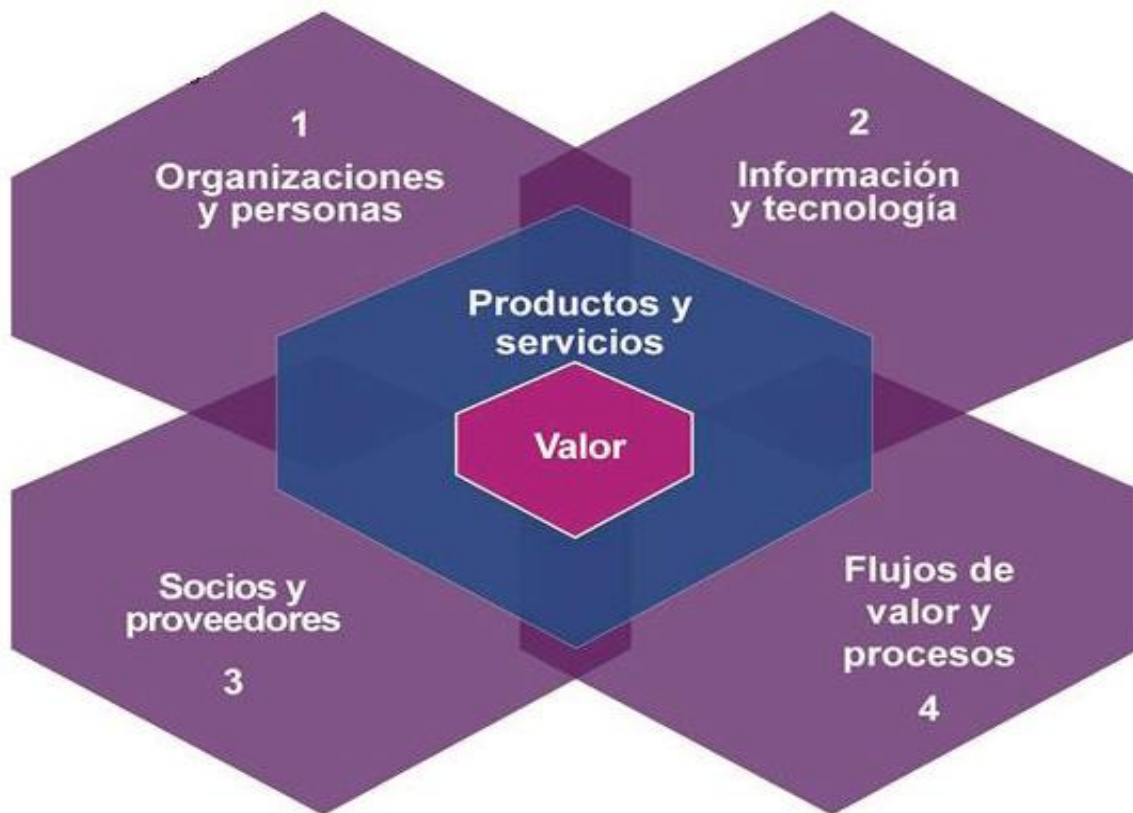 1
Organizaciones
y personas
2
Información
y tecnología
Productos y
servicios
Valor
Socios y
proveedores
3
Flujos de
valor y
procesos
4